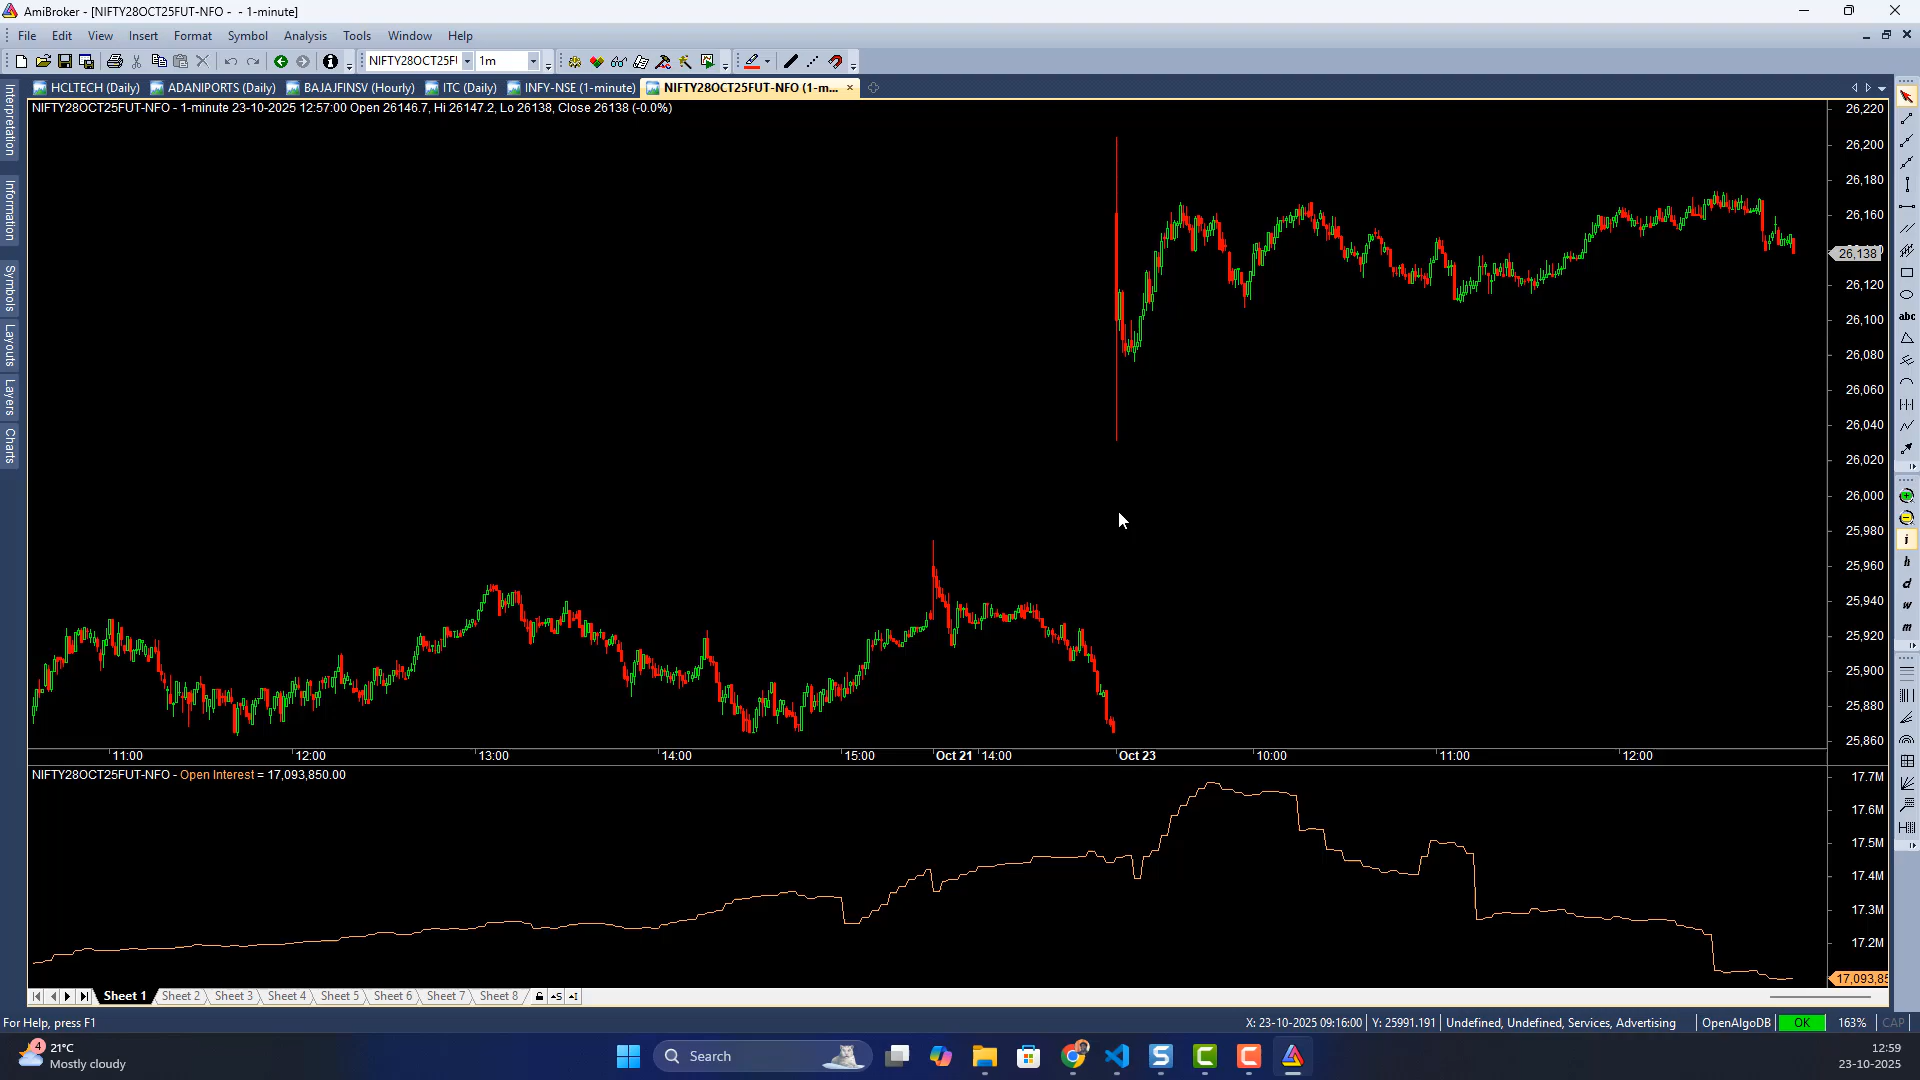 AmiBroker - [NIFTY28OCT25FUT-NFO - - 1-minute]
File Edit View Insert Format Symbol Analysis Tools Window Help
NIFTY28OCT25FU 1m
HCLTECH (Daily) ADANIPORTS (Daily) BAJAJFINSV (Hourly) ITC (Daily) INFY-NSE (1-minute) NIFTY28OCT25FUT-NFO (1-m...
NIFTY28OCT25FUT-NFO - 1-minute 23-10-2025 12:57:00 Open 26146.7, Hi 26147.2, Lo 26138, Close 26138 (-0.0%)
Interpretation
Information
Symbols
Layouts
Layers
Charts
26,220
26,200
26,180
26,160
26,138
26,120
26,100
26,080
26,060
26,040
26,020
26,000
25,980
25,960
25,940
25,920
25,900
25,880
25,860
abc
i
h
d
w
m
11:00 12:00 13:00 14:00 15:00 Oct 21 14:00 Oct 23 10:00 11:00 12:00
NIFTY28OCT25FUT-NFO - Open Interest = 17,093,850.00
17.7M
17.6M
17.5M
17.4M
17.3M
17.2M
17,093,85
Sheet 1 Sheet 2 Sheet 3 Sheet 4 Sheet 5 Sheet 6 Sheet 7 Sheet 8
For Help, press F1 X: 23-10-2025 09:16:00 Y: 25991.191 Undefined, Undefined, Services, Advertising OpenAlgoDB OK 163% CAP
4 21°C
Mostly cloudy
Search
12:59
23-10-2025